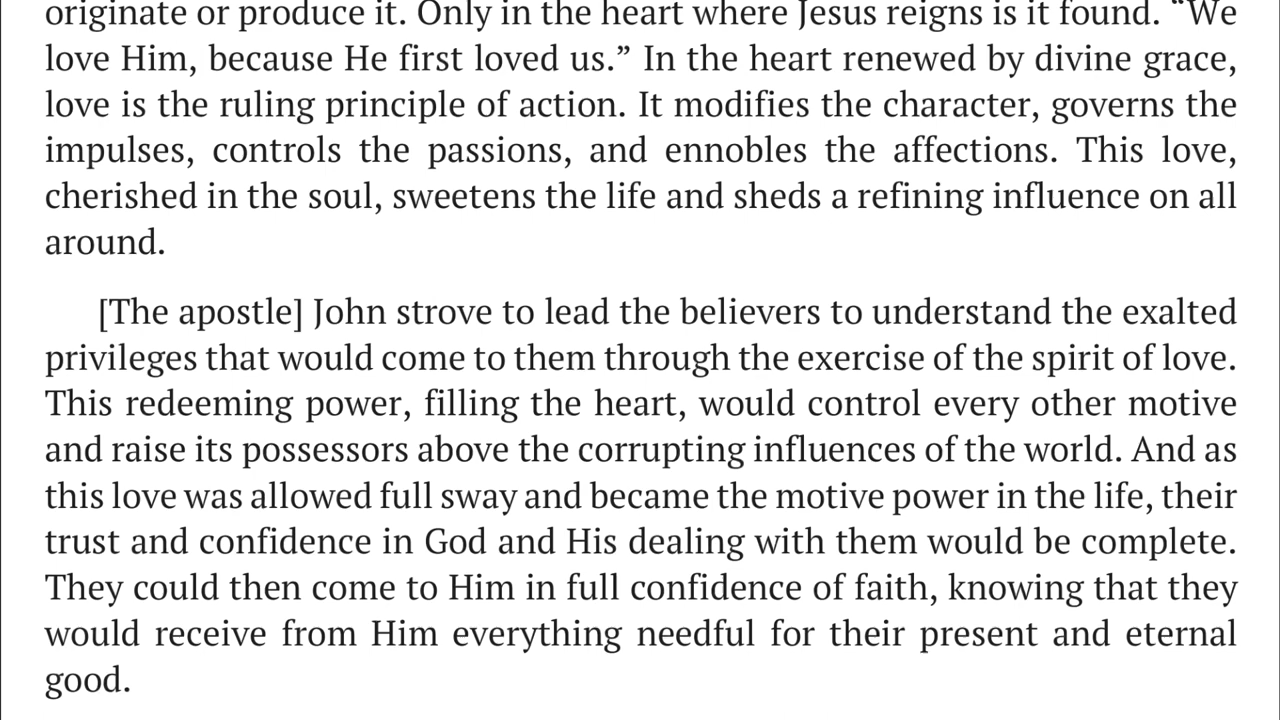 originate or produce it. Only in the heart where Jesus reigns is it found. “We
love Him, because He first loved us.” In the heart renewed by divine grace,
love is the ruling principle of action. It modifies the character, governs the
impulses, controls the passions, and ennobles the affections. This love,
cherished in the soul, sweetens the life and sheds a refining influence on all
around.
[The apostle] John strove to lead the believers to understand the exalted
privileges that would come to them through the exercise of the spirit of love.
This redeeming power, filling the heart, would control every other motive
and raise its possessors above the corrupting influences of the world. And as
this love was allowed full sway and became the motive power in the life, their
trust and confidence in God and His dealing with them would be complete.
They could then come to Him in full confidence of faith, knowing that they
would receive from Him everything needful for their present and eternal
good.